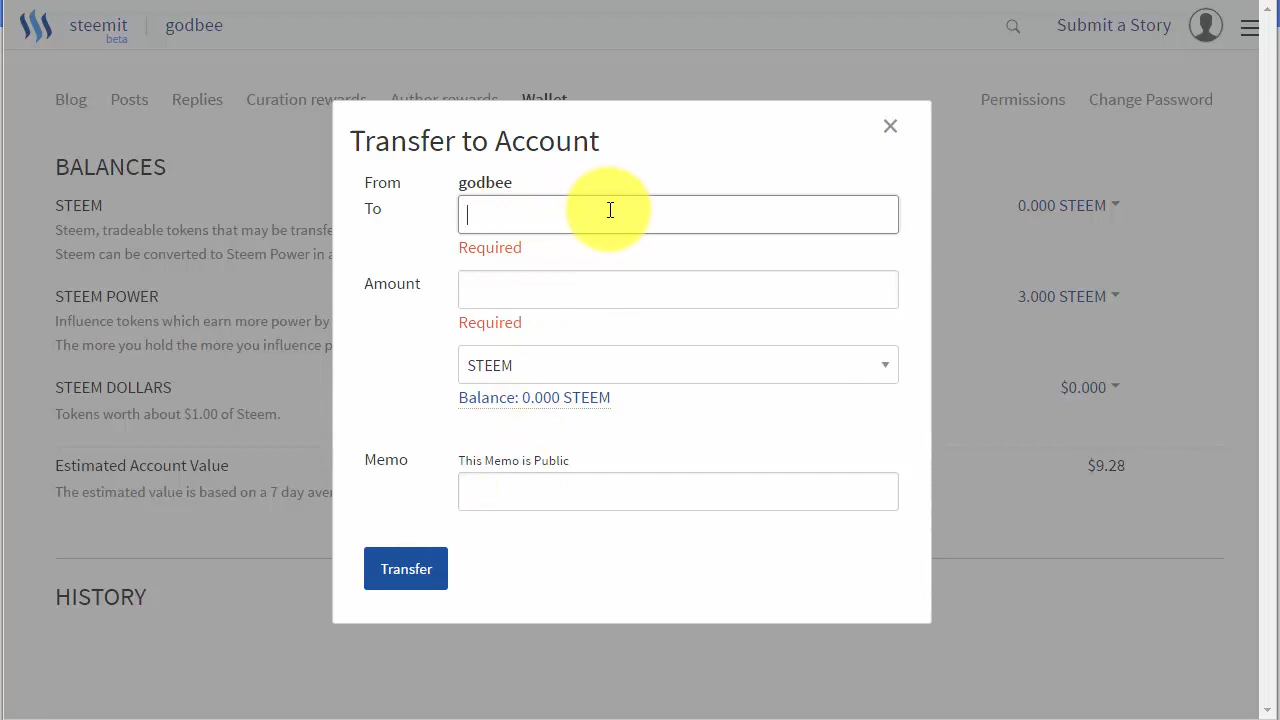 steemit
beta
godbee
Submit a Story
Blog
Posts
Replies
Curation rewards
Author rewards
Wallet
Permissions
Change Password
BALANCES
STEEM
Steem, tradeable tokens that may be transfe
Steem can be converted to Steem Power in a
0.000 STEEM
STEEM POWER
Influence tokens which earn more power by
The more you hold the more you influence p
3.000 STEEM
STEEM DOLLARS
Tokens worth about $1.00 of Steem.
$0.000
Estimated Account Value
The estimated value is based on a 7 day aver
$9.28
HISTORY
Transfer to Account
From
godbee
To
Required
Amount
Required
STEEM
Balance: 0.000 STEEM
Memo
This Memo is Public
Transfer